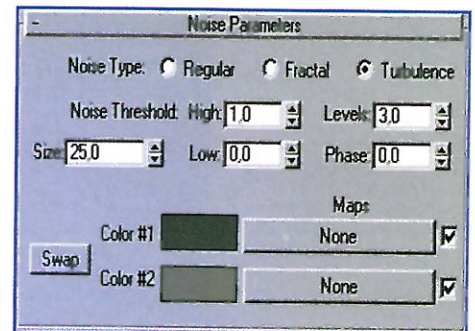 - Noise Parameters
Noise Type: Regular Fractal Turbulence
Noise Threshold: High: 1,0 Levels: 3,0
Size: 25,0 Low: 0,0 Phase: 0,0
Maps
Color #1 None
Swap
Color #2 None